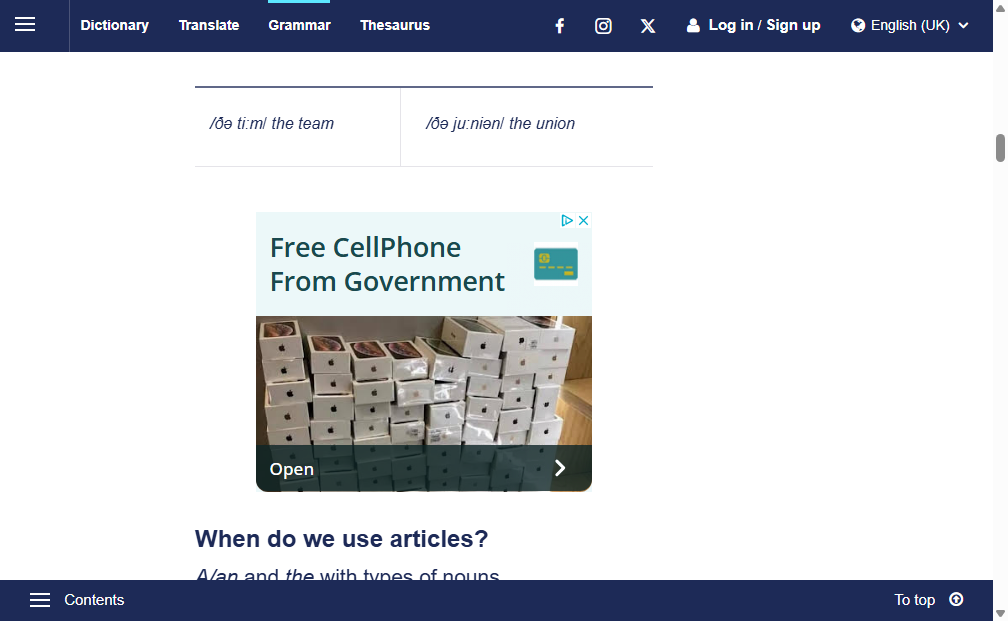 Dictionary Translate Grammar Thesaurus Log in / Sign up English (UK)
/ðə tiːm/ the team /ðə juːniən/ the union
Free CellPhone
From Government
Open
When do we use articles?
A/an and the with types of nouns
Contents To top